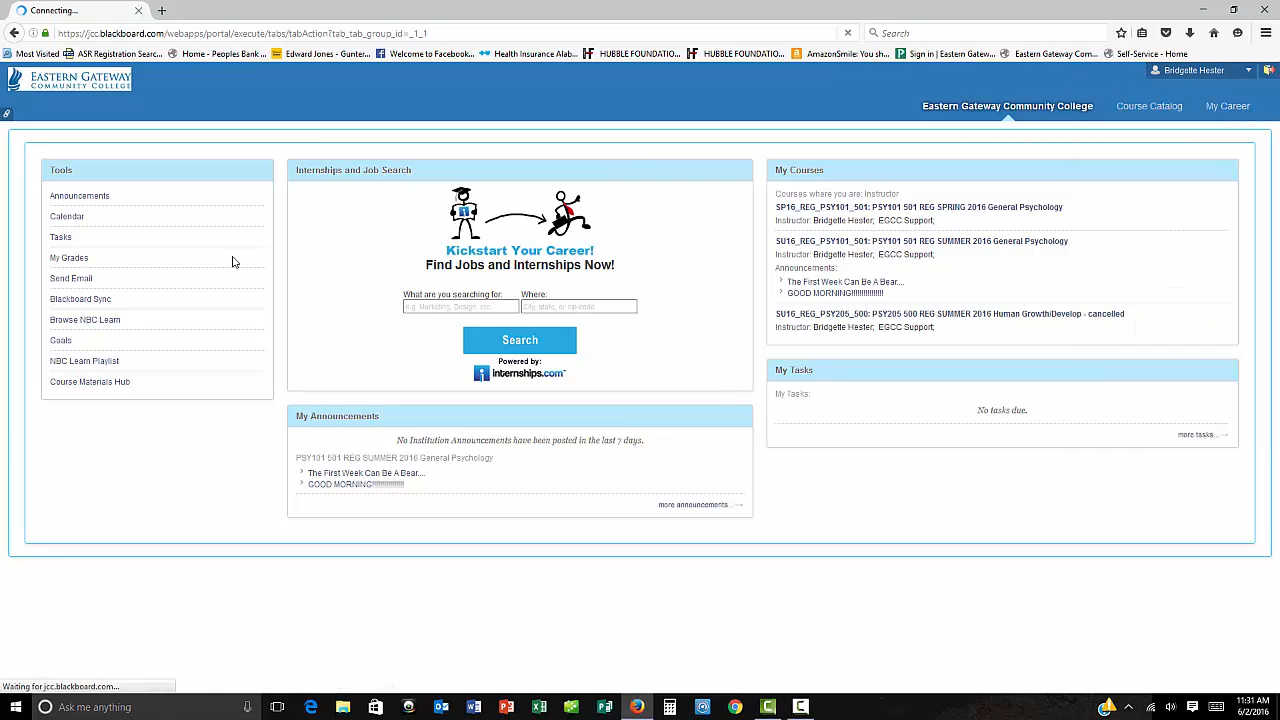 Connecting...
https://jcc.blackboard.com/webapps/portal/execute/tabs/tabAction?tab_tab_group_id=_1_1
Search
Most Visited
ASR Registration Searc...
Home - Peoples Bank ...
Edward Jones - Gunter...
Welcome to Facebook...
Health Insurance Alab...
HUBBLE FOUNDATIO...
HUBBLE FOUNDATIO...
AmazonSmile: You sh...
Sign in | Eastern Gatew...
Eastern Gateway Com...
Self-Service - Home
EASTERN GATEWAY
COMMUNITY COLLEGE
Bridgette Hester
Eastern Gateway Community College
Course Catalog
My Career
Tools
Announcements
Calendar
Tasks
My Grades
Send Email
Blackboard Sync
Browse NBC Learn
Goals
NBC Learn Playlist
Course Materials Hub
Internships and Job Search
Kickstart Your Career!
Find Jobs and Internships Now!
What are you searching for: Where:
e.g. Marketing, Design, etc. City, state, or zip code
Search
Powered by:
internships.com
My Announcements
No Institution Announcements have been posted in the last 7 days.
PSY101 501 REG SUMMER 2016 General Psychology
The First Week Can Be A Bear....
GOOD MORNING!!!!!!!!!!!!!!!!
more announcements...
My Courses
Courses where you are: Instructor
SP16_REG_PSY101_501: PSY101 501 REG SPRING 2016 General Psychology
Instructor: Bridgette Hester; EGCC Support;
SU16_REG_PSY101_501: PSY101 501 REG SUMMER 2016 General Psychology
Instructor: Bridgette Hester; EGCC Support;
Announcements:
The First Week Can Be A Bear....
GOOD MORNING!!!!!!!!!!!!!!!!
SU16_REG_PSY205_500: PSY205 500 REG SUMMER 2016 Human Growth/Develop - cancelled
Instructor: Bridgette Hester; EGCC Support;
My Tasks
My Tasks:
No tasks due.
more tasks...
Waiting for jcc.blackboard.com...
Ask me anything
11:31 AM
6/2/2016